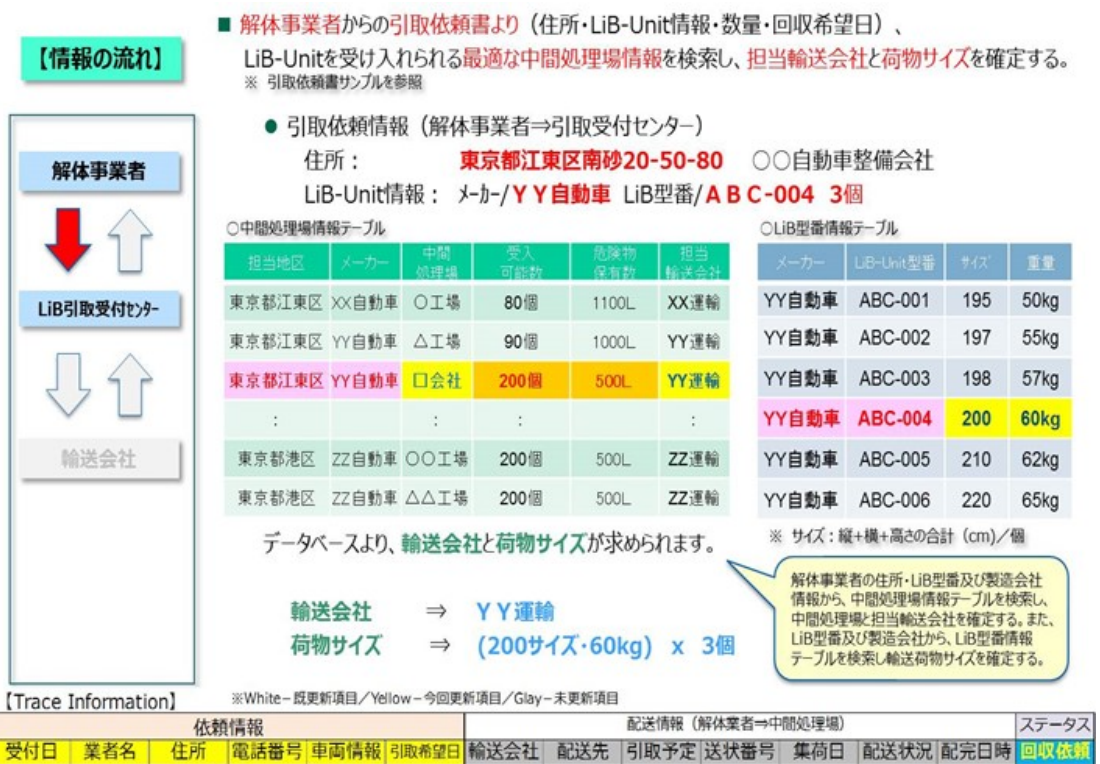 【情報の流れ】
■ 解体事業者からの引取依頼書より（住所・LiB-Unit情報・数量・回収希望日）、
LiB-Unitを受け入れられる最適な中間処理場情報を検索し、担当輸送会社と荷物サイズを確定する。
※ 引取依頼書サンプルを参照
解体事業者
LiB引取受付ｾﾝﾀｰ
輸送会社
● 引取依頼情報（解体事業者⇒引取受付センター）
住所： 東京都江東区南砂20-50-80 ○○自動車整備会社
LiB-Unit情報： ﾒｰｶｰ/ＹＹ自動車 LiB型番/ＡＢＣ-004 3個
○中間処理場情報テーブル
担当地区 メーカー 中間処理場 受入可能数 危険物保有数 担当輸送会社
東京都江東区 XX自動車 〇工場 80個 1100L XX運輸
東京都江東区 YY自動車 △工場 90個 1000L YY運輸
東京都江東区 YY自動車 口会社 200個 500L YY運輸
： ： ： ：
東京都港区 ZZ自動車 〇〇工場 200個 500L ZZ運輸
東京都港区 ZZ自動車 △△工場 200個 500L ZZ運輸
○LiB型番情報テーブル
メーカー LiB-Unit型番 ｻｲｽﾞ 重量
YY自動車 ABC-001 195 50kg
YY自動車 ABC-002 197 55kg
YY自動車 ABC-003 198 57kg
YY自動車 ABC-004 200 60kg
YY自動車 ABC-005 210 62kg
YY自動車 ABC-006 220 65kg
※ サイズ：縦+横+高さの合計（cm）／個
データベースより、輸送会社と荷物サイズが求められます。
輸送会社 ⇒ ＹＹ運輸
荷物サイズ ⇒ (200サイズ・60kg) x 3個
解体事業者の住所・LiB型番及び製造会社
情報から、中間処理場情報テーブルを検索し、
中間処理場と担当輸送会社を確定する。また、
LiB型番及び製造会社から、LiB型番情報
テーブルを検索し輸送荷物サイズを確定する。
【Trace Information】
※White－既更新項目／Yellow－今回更新項目／Glay－未更新項目
依頼情報 配送情報（解体業者⇒中間処理場） ステータス
受付日 業者名 住所 電話番号 車両情報 引取希望日 輸送会社 配送先 引取予定 送状番号 集荷日 配送状況 配完日時 回収依頼